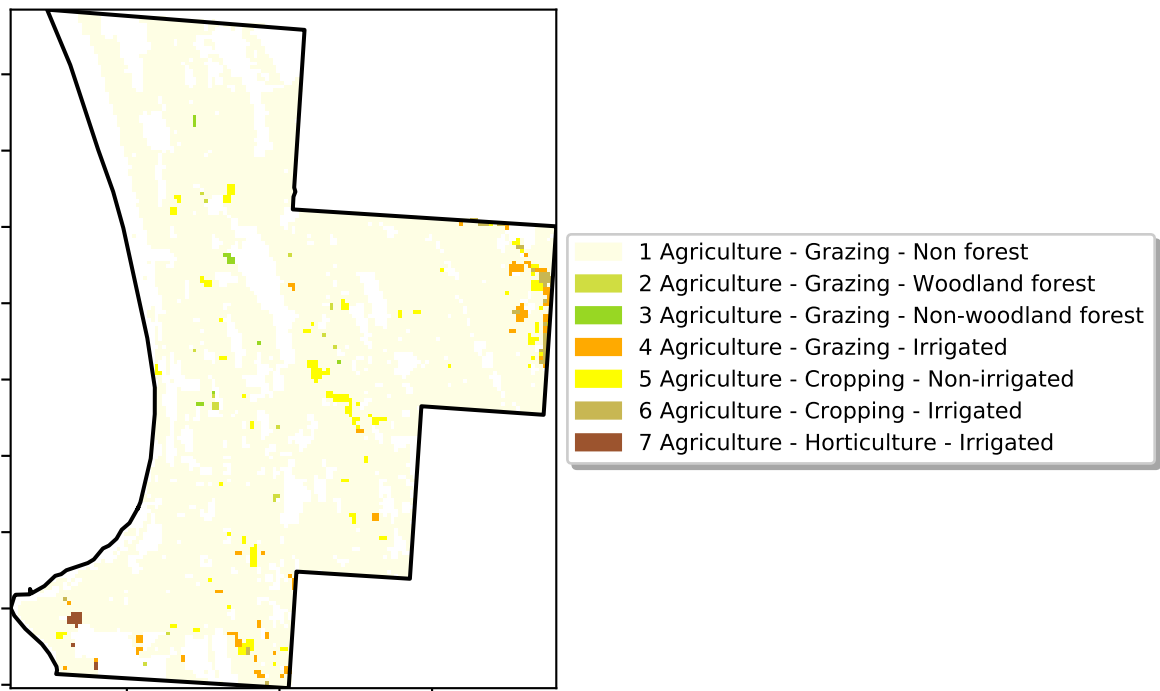 1 Agriculture - Grazing - Non forest
2 Agriculture - Grazing - Woodland forest
3 Agriculture - Grazing - Non-woodland forest
4 Agriculture - Grazing - Irrigated
5 Agriculture - Cropping - Non-irrigated
6 Agriculture - Cropping - Irrigated
7 Agriculture - Horticulture - Irrigated